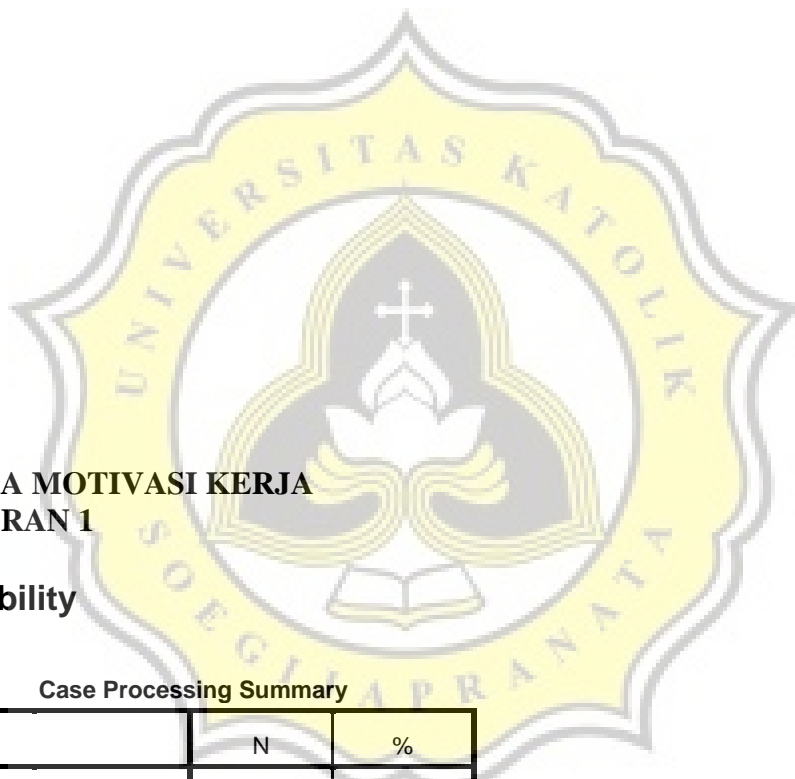 UNIVERSITAS KATOLIK
SOEGIJAPRANATA
A MOTIVASI KERJA
RAN 1
bility
Case Processing Summary
N %